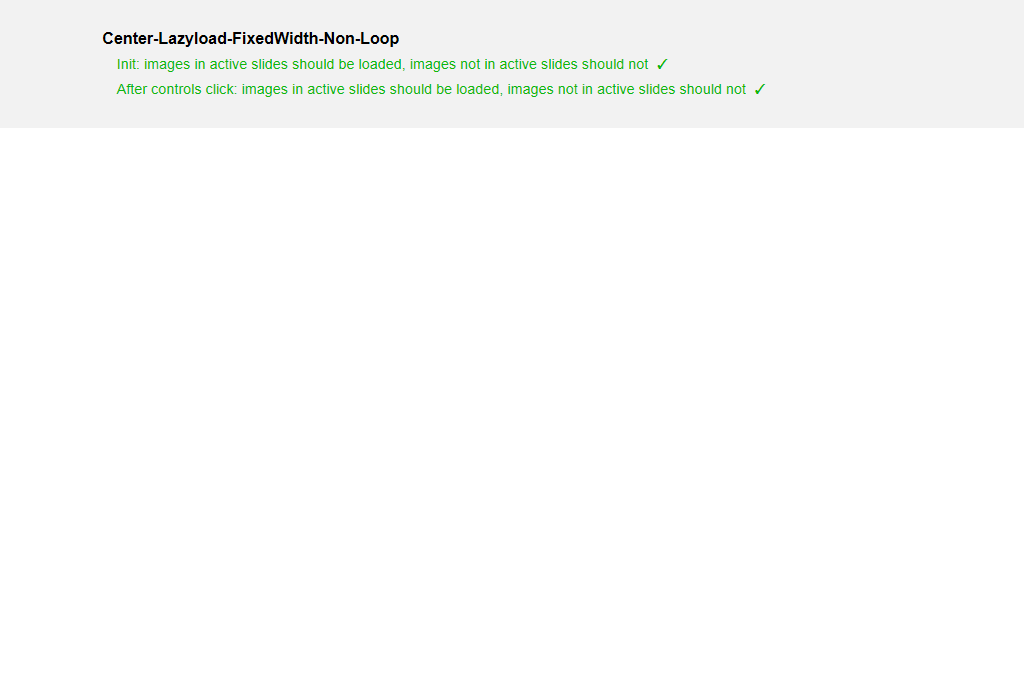 Center-Lazyload-FixedWidth-Non-Loop
Init: images in active slides should be loaded, images not in active slides should not ✓
After controls click: images in active slides should be loaded, images not in active slides should not ✓